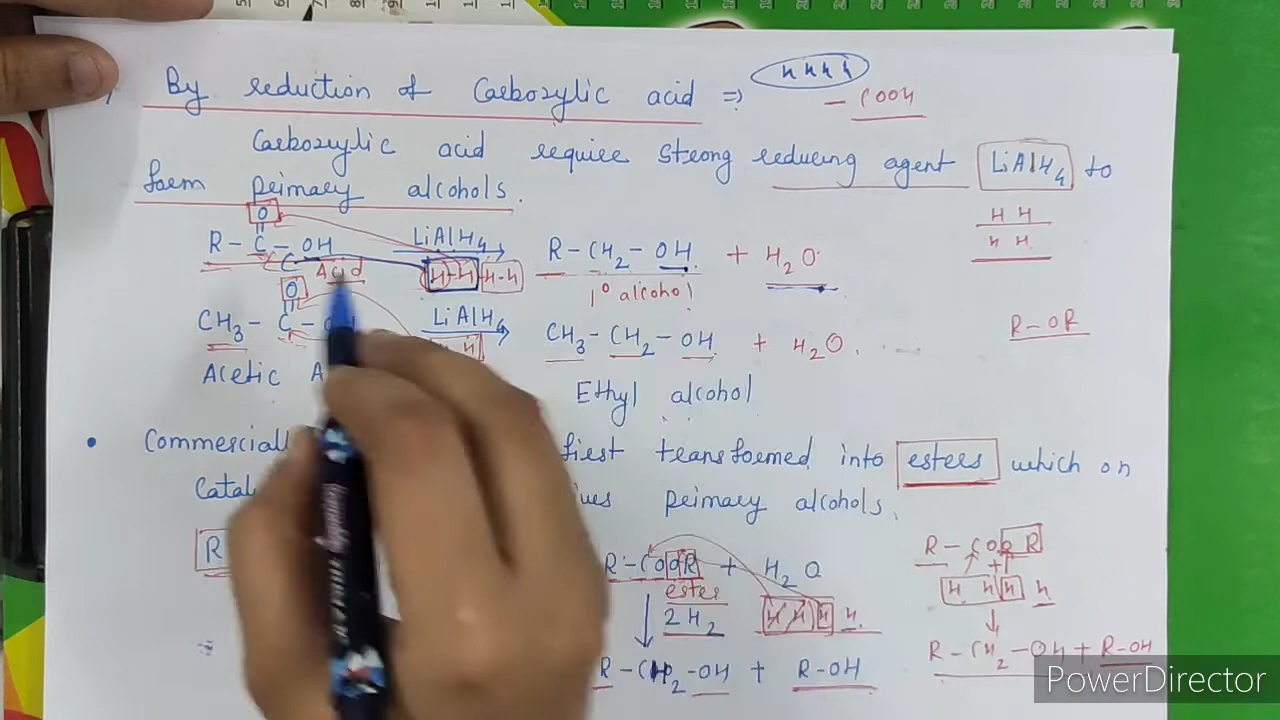 By reduction of Carboxylic acid ⇒ H H H H
- COOH
Carboxylic acid require strong reducing agent LiAlH4 to
form primary alcohols.
H H
H H
O
R - C - OH LiAlH4 R - CH2 - OH + H2O
C Acid H-H H-H 1° alcohol
O
CH3 - C - LiAlH4 CH3 - CH2 - OH + H2O.
R - OR
H
Acetic A Ethyl alcohol
• Commerciall first transformed into esters which on
Catal primary alcohols.
R R - COOR + H2O R - COOR
ester +
2H2 H H H H H H H H
R - CH2 - OH + R-OH R - CH2 - OH + R-OH
PowerDirector